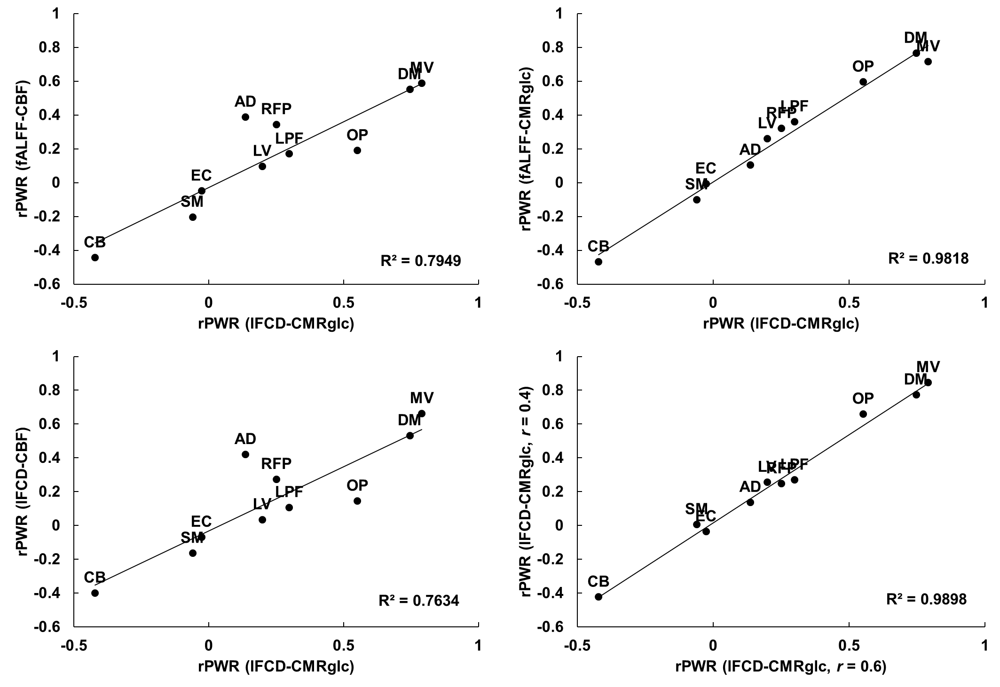 1
0.8
0.6
0.4
0.2
0
-0.2
-0.4
-0.6
-0.5
0
0.5
1
rPWR (fALFF-CBF)
rPWR (lFCD-CMRglc)
MV
DM
AD
RFP
LPF
OP
LV
EC
SM
CB
R² = 0.7949
1
0.8
0.6
0.4
0.2
0
-0.2
-0.4
-0.6
-0.5
0
0.5
1
rPWR (fALFF-CMRglc)
rPWR (lFCD-CMRglc)
DM
MV
OP
LPF
RFP
LV
AD
EC
SM
CB
R² = 0.9818
1
0.8
0.6
0.4
0.2
0
-0.2
-0.4
-0.6
-0.5
0
0.5
1
rPWR (lFCD-CBF)
rPWR (lFCD-CMRglc)
MV
DM
AD
RFP
LPF
OP
LV
EC
SM
CB
R² = 0.7634
1
0.8
0.6
0.4
0.2
0
-0.2
-0.4
-0.6
-0.5
0
0.5
1
rPWR (lFCD-CMRglc, r = 0.4)
rPWR (lFCD-CMRglc, r = 0.6)
MV
DM
OP
LV
RFP
LPF
AD
SM
EC
CB
R² = 0.9898